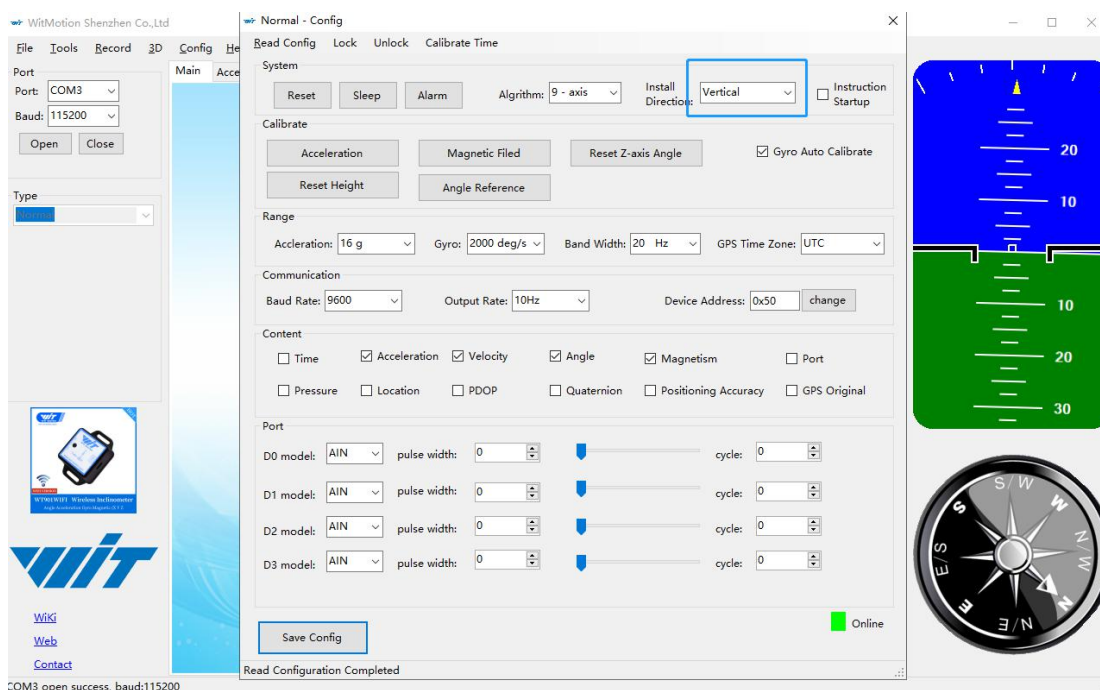 WitMotion Shenzhen Co.,Ltd
File Tools Record 3D Config He
Port
Port: COM3
Baud: 115200
Open Close
Type
Normal
WIT
WT901WIFI Wireless Inclinometer
WIT
WiKi
Web
Contact
COM3 open success, baud:115200
Main Acce
Normal - Config
Read Config Lock Unlock Calibrate Time
System
Reset Sleep Alarm Algrithm: 9 - axis Install Direction: Vertical Instruction Startup
Calibrate
Acceleration Magnetic Filed Reset Z-axis Angle Gyro Auto Calibrate
Reset Height Angle Reference
Range
Accleration: 16 g Gyro: 2000 deg/s Band Width: 20 Hz GPS Time Zone: UTC
Communication
Baud Rate: 9600 Output Rate: 10Hz Device Address: 0x50 change
Content
Time Acceleration Velocity Angle Magnetism Port
Pressure Location PDOP Quaternion Positioning Accuracy GPS Original
Port
D0 model: AIN pulse width: 0 cycle: 0
D1 model: AIN pulse width: 0 cycle: 0
D2 model: AIN pulse width: 0 cycle: 0
D3 model: AIN pulse width: 0 cycle: 0
Save Config Online
Read Configuration Completed
20
10
10
20
30
S/W
W
N/W
N
E/N
E
E/S
S